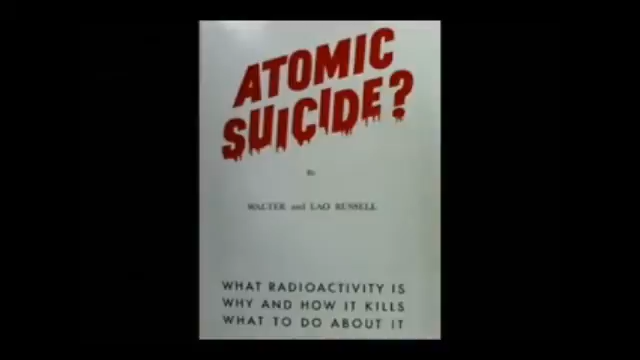 ATOMIC
SUICIDE?
By
WALTER and LAO RUSSELL
WHAT RADIOACTIVITY IS
WHY AND HOW IT KILLS
WHAT TO DO ABOUT IT